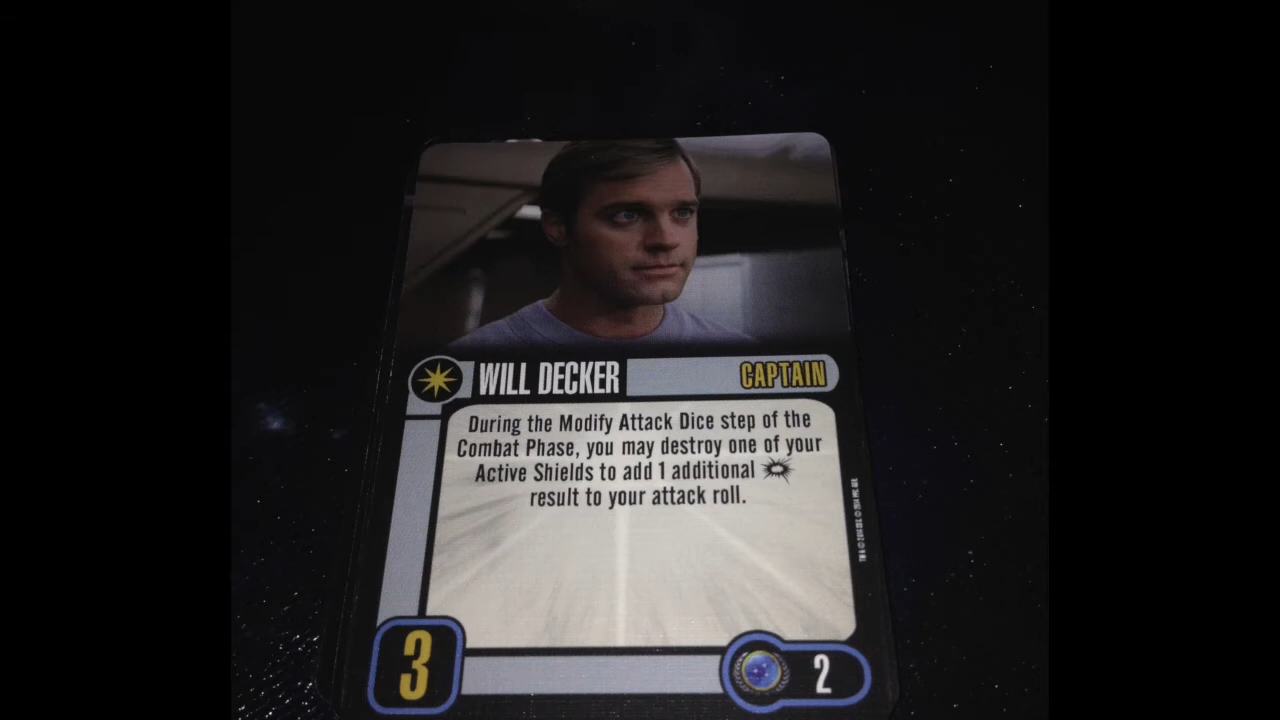 WILL DECKER
CAPTAIN
During the Modify Attack Dice step of the
Combat Phase, you may destroy one of your
Active Shields to add 1 additional
result to your attack roll.
3
2